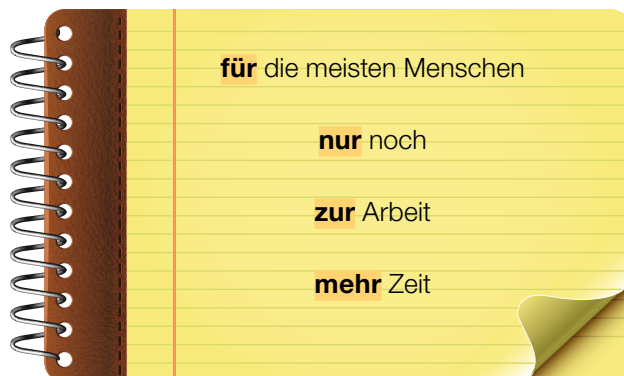 für die meisten Menschen
nur noch
zur Arbeit
mehr Zeit